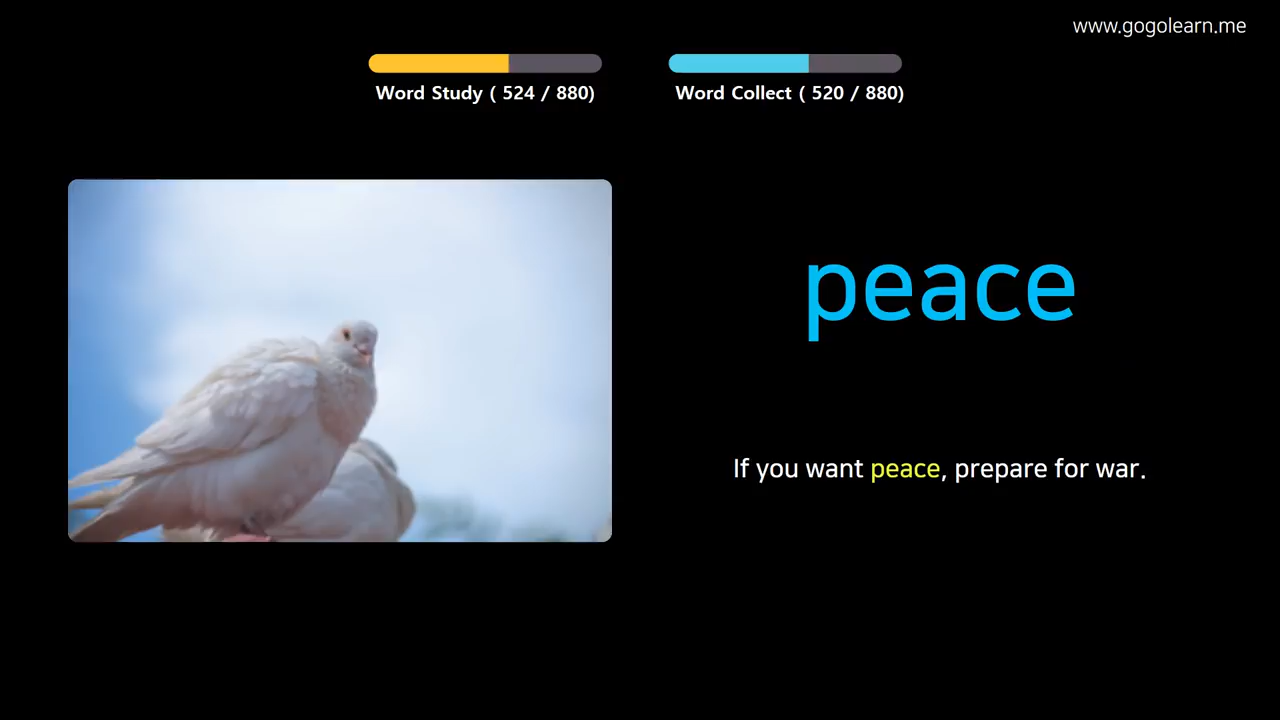 www.gogolearn.me
Word Study ( 524 / 880)
Word Collect ( 520 / 880)
peace
If you want peace, prepare for war.